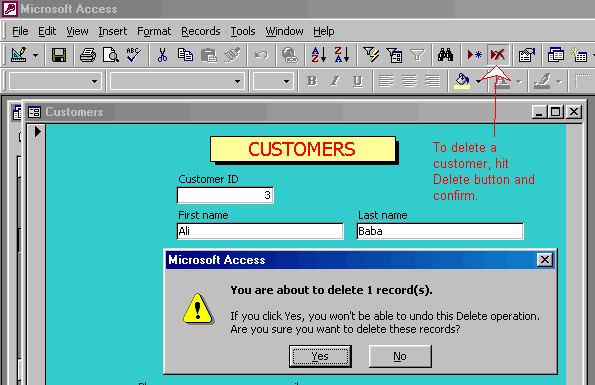 Microsoft Access
File Edit View Insert Format Records Tools Window Help
B I U
Customers
CUSTOMERS
To delete a
customer, hit
Delete button and
confirm.
Customer ID
3
First name
Last name
Ali
Baba
Microsoft Access
You are about to delete 1 record(s).
If you click Yes, you won't be able to undo this Delete operation.
Are you sure you want to delete these records?
Yes
No